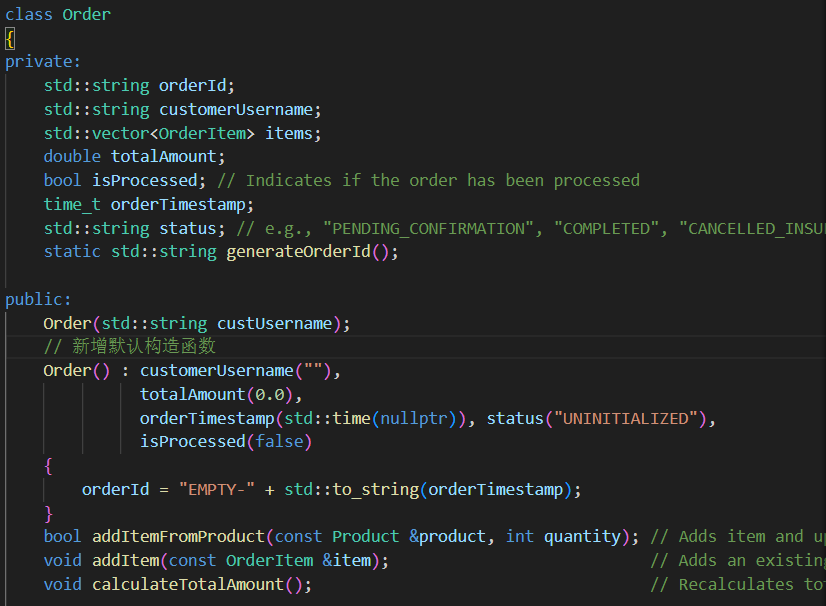 class Order
{
private:
    std::string orderId;
    std::string customerUsername;
    std::vector<OrderItem> items;
    double totalAmount;
    bool isProcessed; // Indicates if the order has been processed
    time_t orderTimestamp;
    std::string status; // e.g., "PENDING_CONFIRMATION", "COMPLETED", "CANCELLED_INSU
    static std::string generateOrderId();
public:
    Order(std::string custUsername);
    // 新增默认构造函数
    Order() : customerUsername(""),
              totalAmount(0.0),
              orderTimestamp(std::time(nullptr)), status("UNINITIALIZED"),
              isProcessed(false)
    {
        orderId = "EMPTY-" + std::to_string(orderTimestamp);
    }
    bool addItemFromProduct(const Product &product, int quantity); // Adds item and u
    void addItem(const OrderItem &item);                           // Adds an existing
    void calculateTotalAmount();                                   // Recalculates to